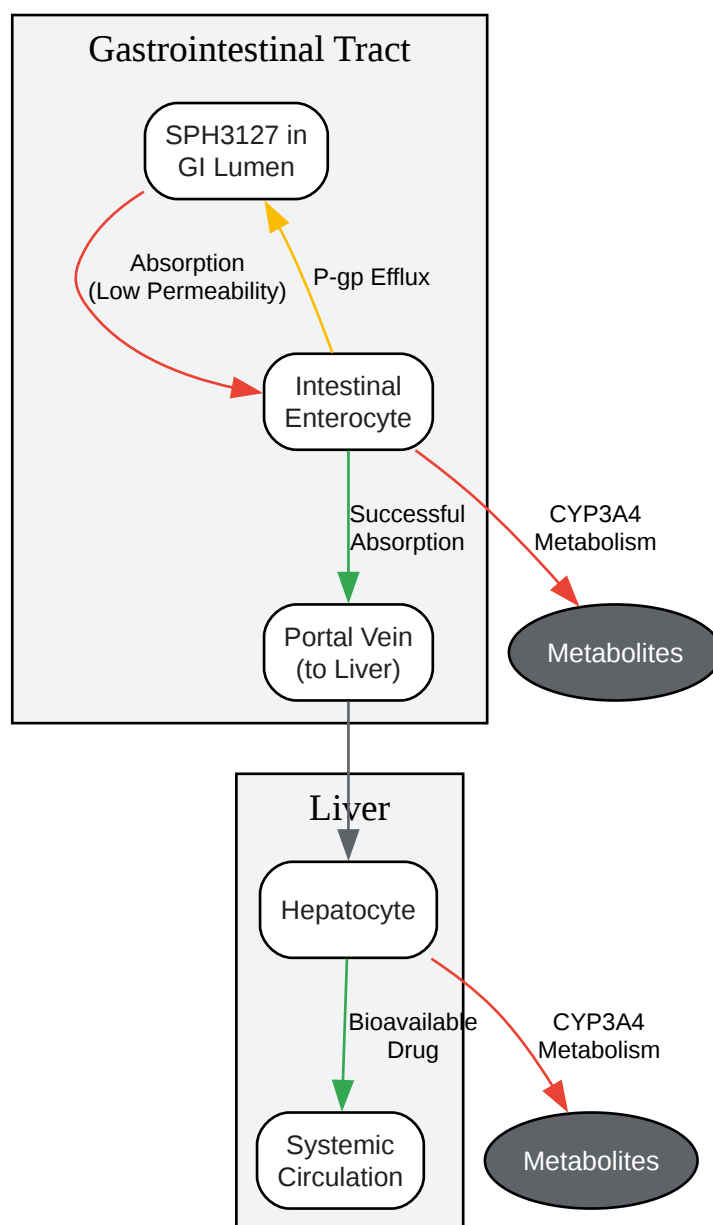 Gastrointestinal Tract
SPH3127 in
GI Lumen
Absorption
(Low Permeability)
P-gp Efflux
Intestinal
Enterocyte
Successful
Absorption
CYP3A4
Metabolism
Portal Vein
(to Liver)
Metabolites
Liver
Hepatocyte
Bioavailable
Drug
CYP3A4
Metabolism
Systemic
Circulation
Metabolites